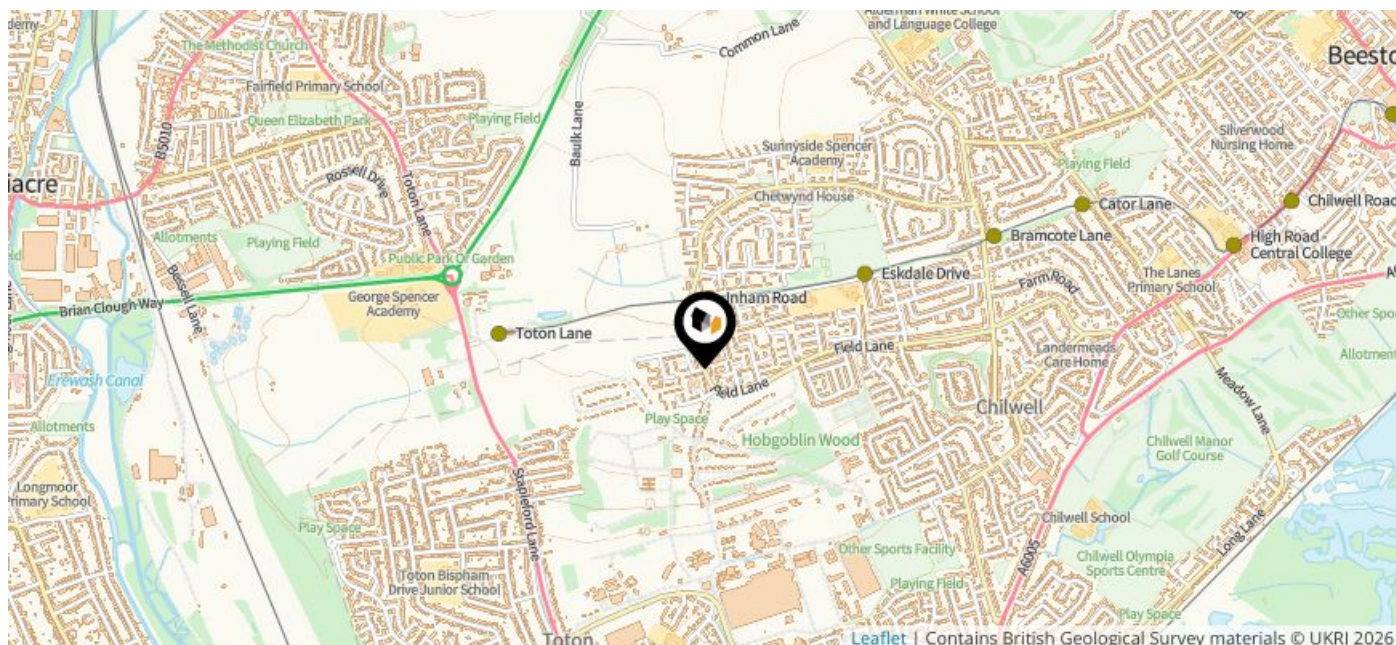 Alderman White School
and Language College
Common Lane
Beesto
The Methodist Church
Fairfield Primary School
Queen Elizabeth Park
Playing Field
B5010
Baulk Lane
Silverwood
Nursing Home
Sunnyside Spencer
Academy
Playing Field
Rossell Drive
Toton Lane
Chetwynd House
acre
Cator Lane
Chilwell Road
Allotments
Playing Field
Bramcote Lane
High Road
Central College
Public Park Or Garden
Bessell Lane
Eskdale Drive
The Lanes
Primary School
Farm Road
Brian Clough Way
George Spencer
Academy
Inham Road
Other Spo
Toton Lane
Field Lane
Landermeads
Care Home
Allotment
Erewash Canal
Field Lane
Chilwell
Meadow Lane
Allotments
Play Space
Hobgoblin Wood
Chilwell Manor
Golf Course
Longmoor
Primary School
Stapleford Lane
Play Space
Chilwell School
Long Lane
A6005
Other Sports Facility
Chilwell Olympia
Sports Centre
Toton Bispham
Drive Junior School
Playing Field
Play Space
Toton
Leaflet | Contains British Geological Survey materials © UKRI 2026